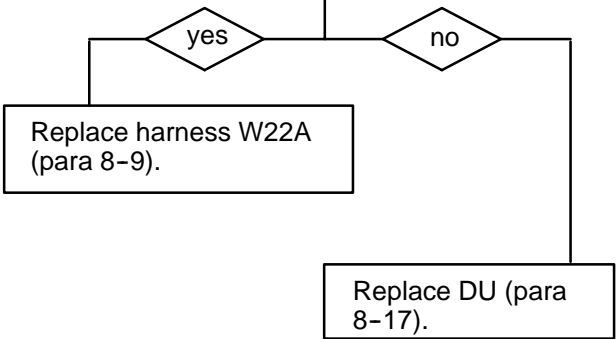 yes
no
Replace harness W22A
(para 8-9).
Replace DU (para
8-17).